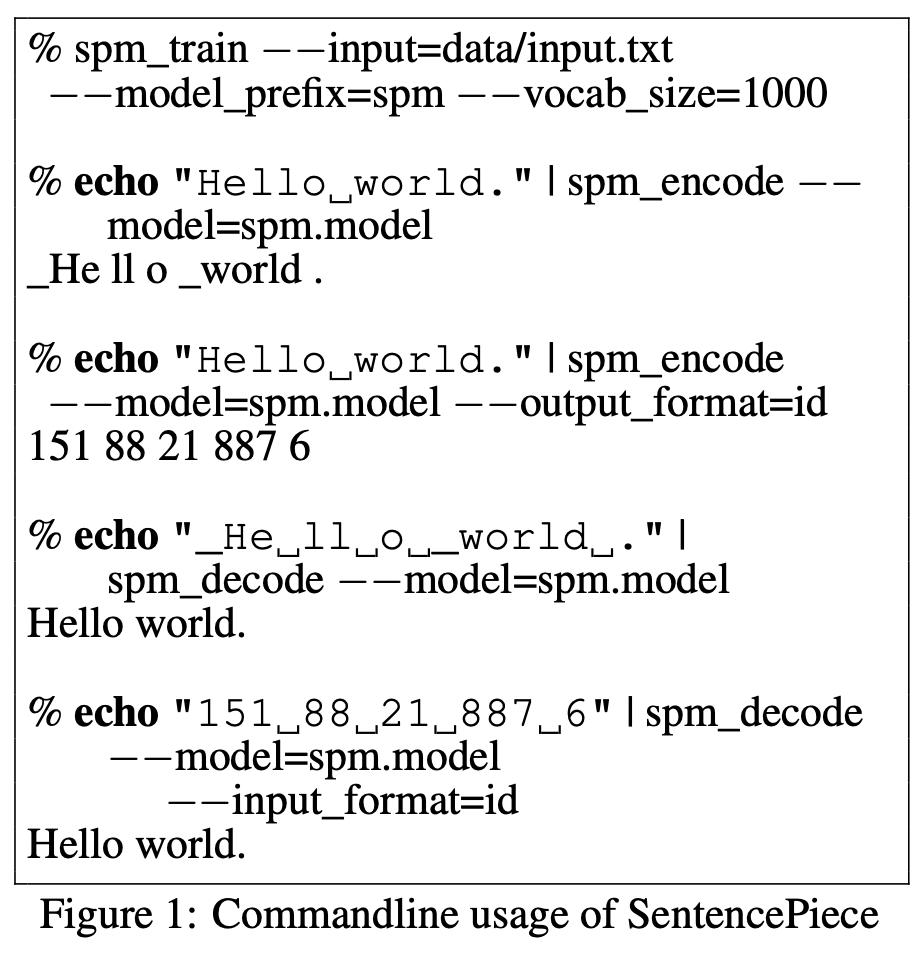 % spm_train −−input=data/input.txt
−−model_prefix=spm −−vocab_size=1000
% echo "Hello␣world." | spm_encode −−
model=spm.model
_He ll o _world .
% echo "Hello␣world." | spm_encode
−−model=spm.model −−output_format=id
151 88 21 887 6
% echo "_He␣ll␣o␣_world␣." |
spm_decode −−model=spm.model
Hello world.
% echo "151␣88␣21␣887␣6" | spm_decode
−−model=spm.model
−−input_format=id
Hello world.
Figure 1: Commandline usage of SentencePiece